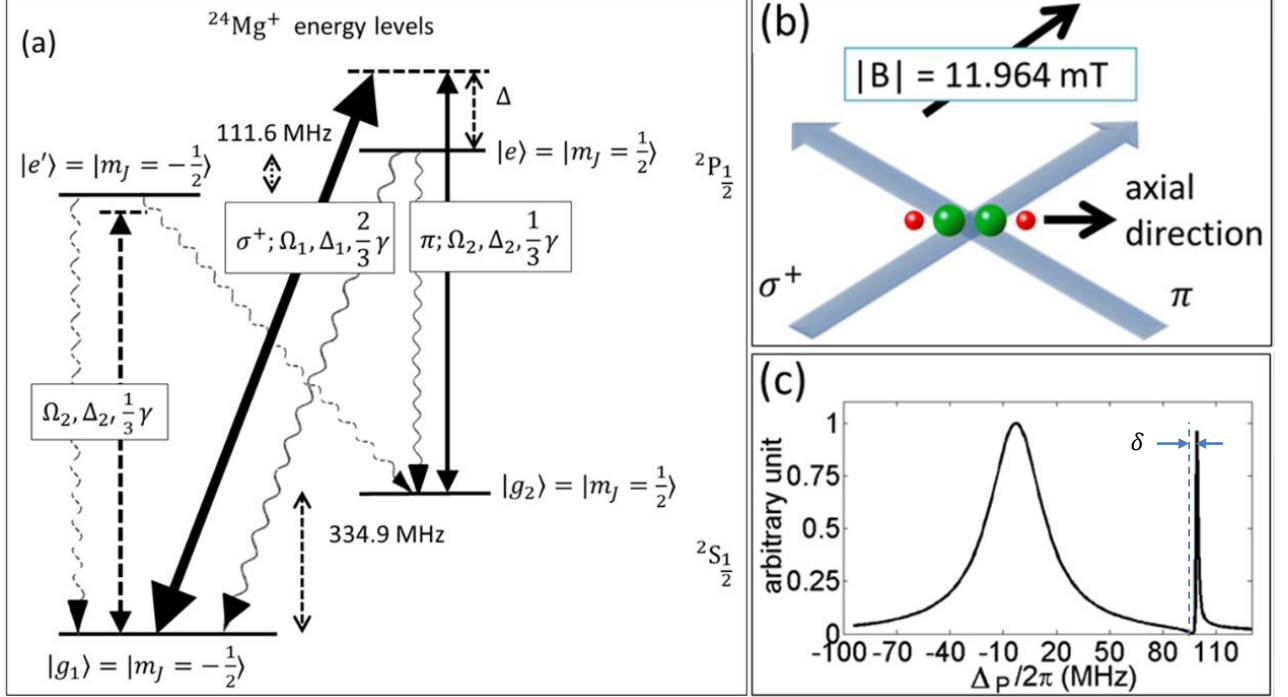 (a)
²⁴Mg⁺ energy levels
Δ
111.6 MHz
|e′⟩ = |m_J = −1/2⟩
|e⟩ = |m_J = 1/2⟩
²P_1/2
σ⁺; Ω₁, Δ₁, 2/3 γ
π; Ω₂, Δ₂, 1/3 γ
Ω₂, Δ₂, 1/3 γ
|g₂⟩ = |m_J = 1/2⟩
334.9 MHz
²S_1/2
|g₁⟩ = |m_J = −1/2⟩
(b)
|B| = 11.964 mT
axial
direction
σ⁺
π
(c)
δ
arbitrary unit
1
0.75
0.5
0.25
0
-100 -70 -40 -10 20 50 80 110
Δ_P/2π (MHz)